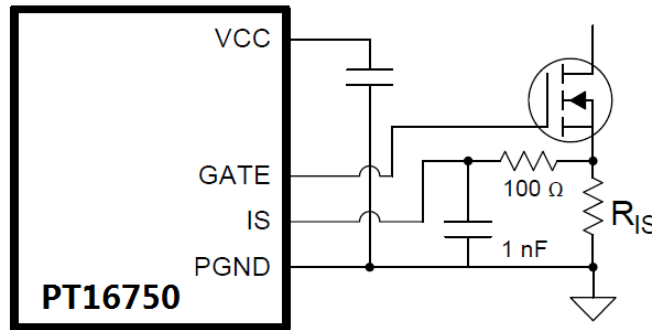 VCC
GATE
100 Ω
IS
R_IS
1 nF
PGND
PT16750